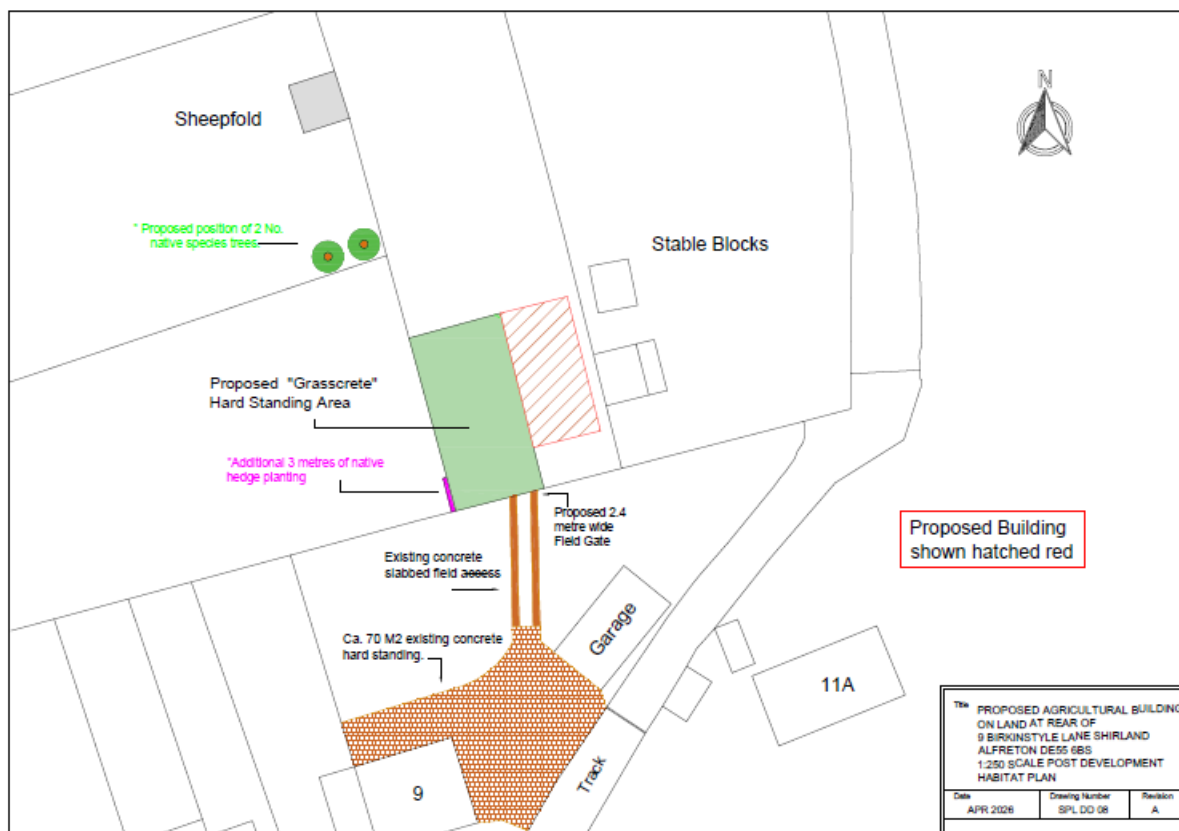 N
Sheepfold
* Proposed position of 2 No.
native species trees.
Stable Blocks
Proposed "Grasscrete"
Hard Standing Area
*Additional 3 metres of native
hedge planting
Proposed 2.4
metre wide
Field Gate
Proposed Building
shown hatched red
Existing concrete
slabbed field access
Garage
Ca. 70 M2 existing concrete
hard standing.
11A
Track
9
Title PROPOSED AGRICULTURAL BUILDING
ON LAND AT REAR OF
9 BIRKINSTYLE LANE SHIRLAND
ALFRETON DE55 6BS
1:250 SCALE POST DEVELOPMENT
HABITAT PLAN
Date Drawing Number Revision
APR 2026 SPL DD 08 A